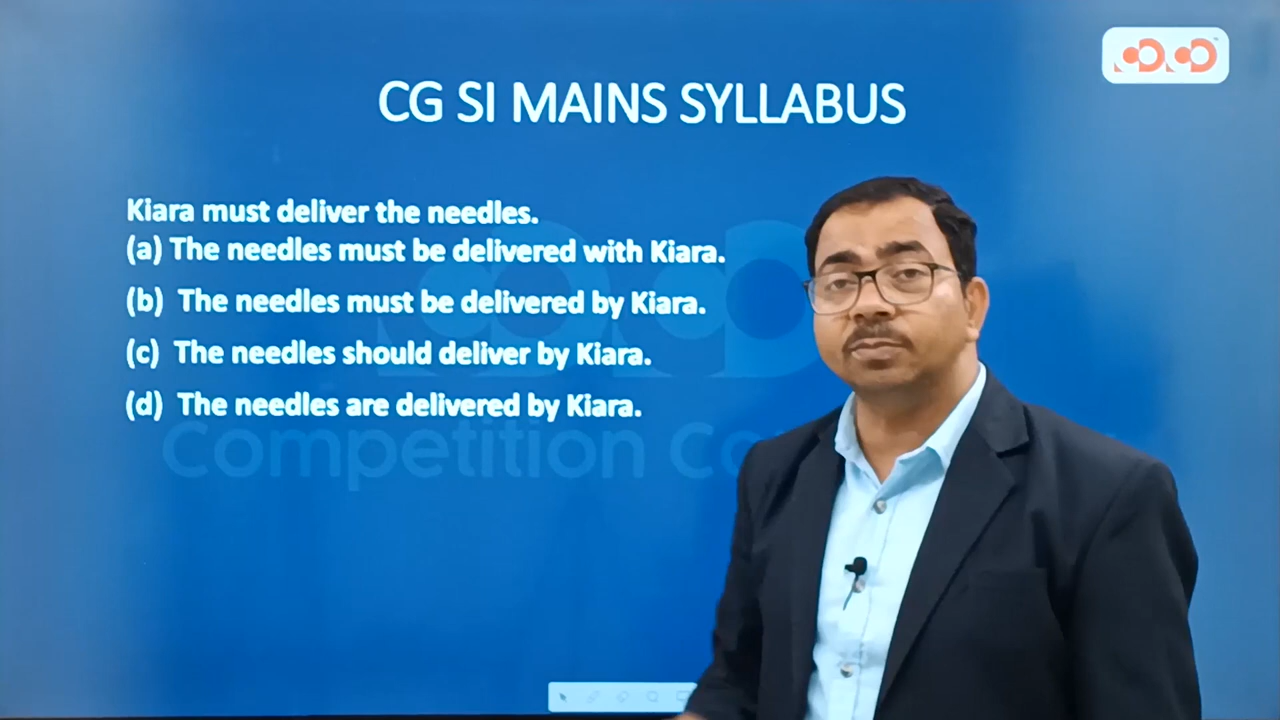 CG SI MAINS SYLLABUS
Kiara must deliver the needles.
(a) The needles must be delivered with Kiara.
(b) The needles must be delivered by Kiara.
(c) The needles should deliver by Kiara.
(d) The needles are delivered by Kiara.
Competition